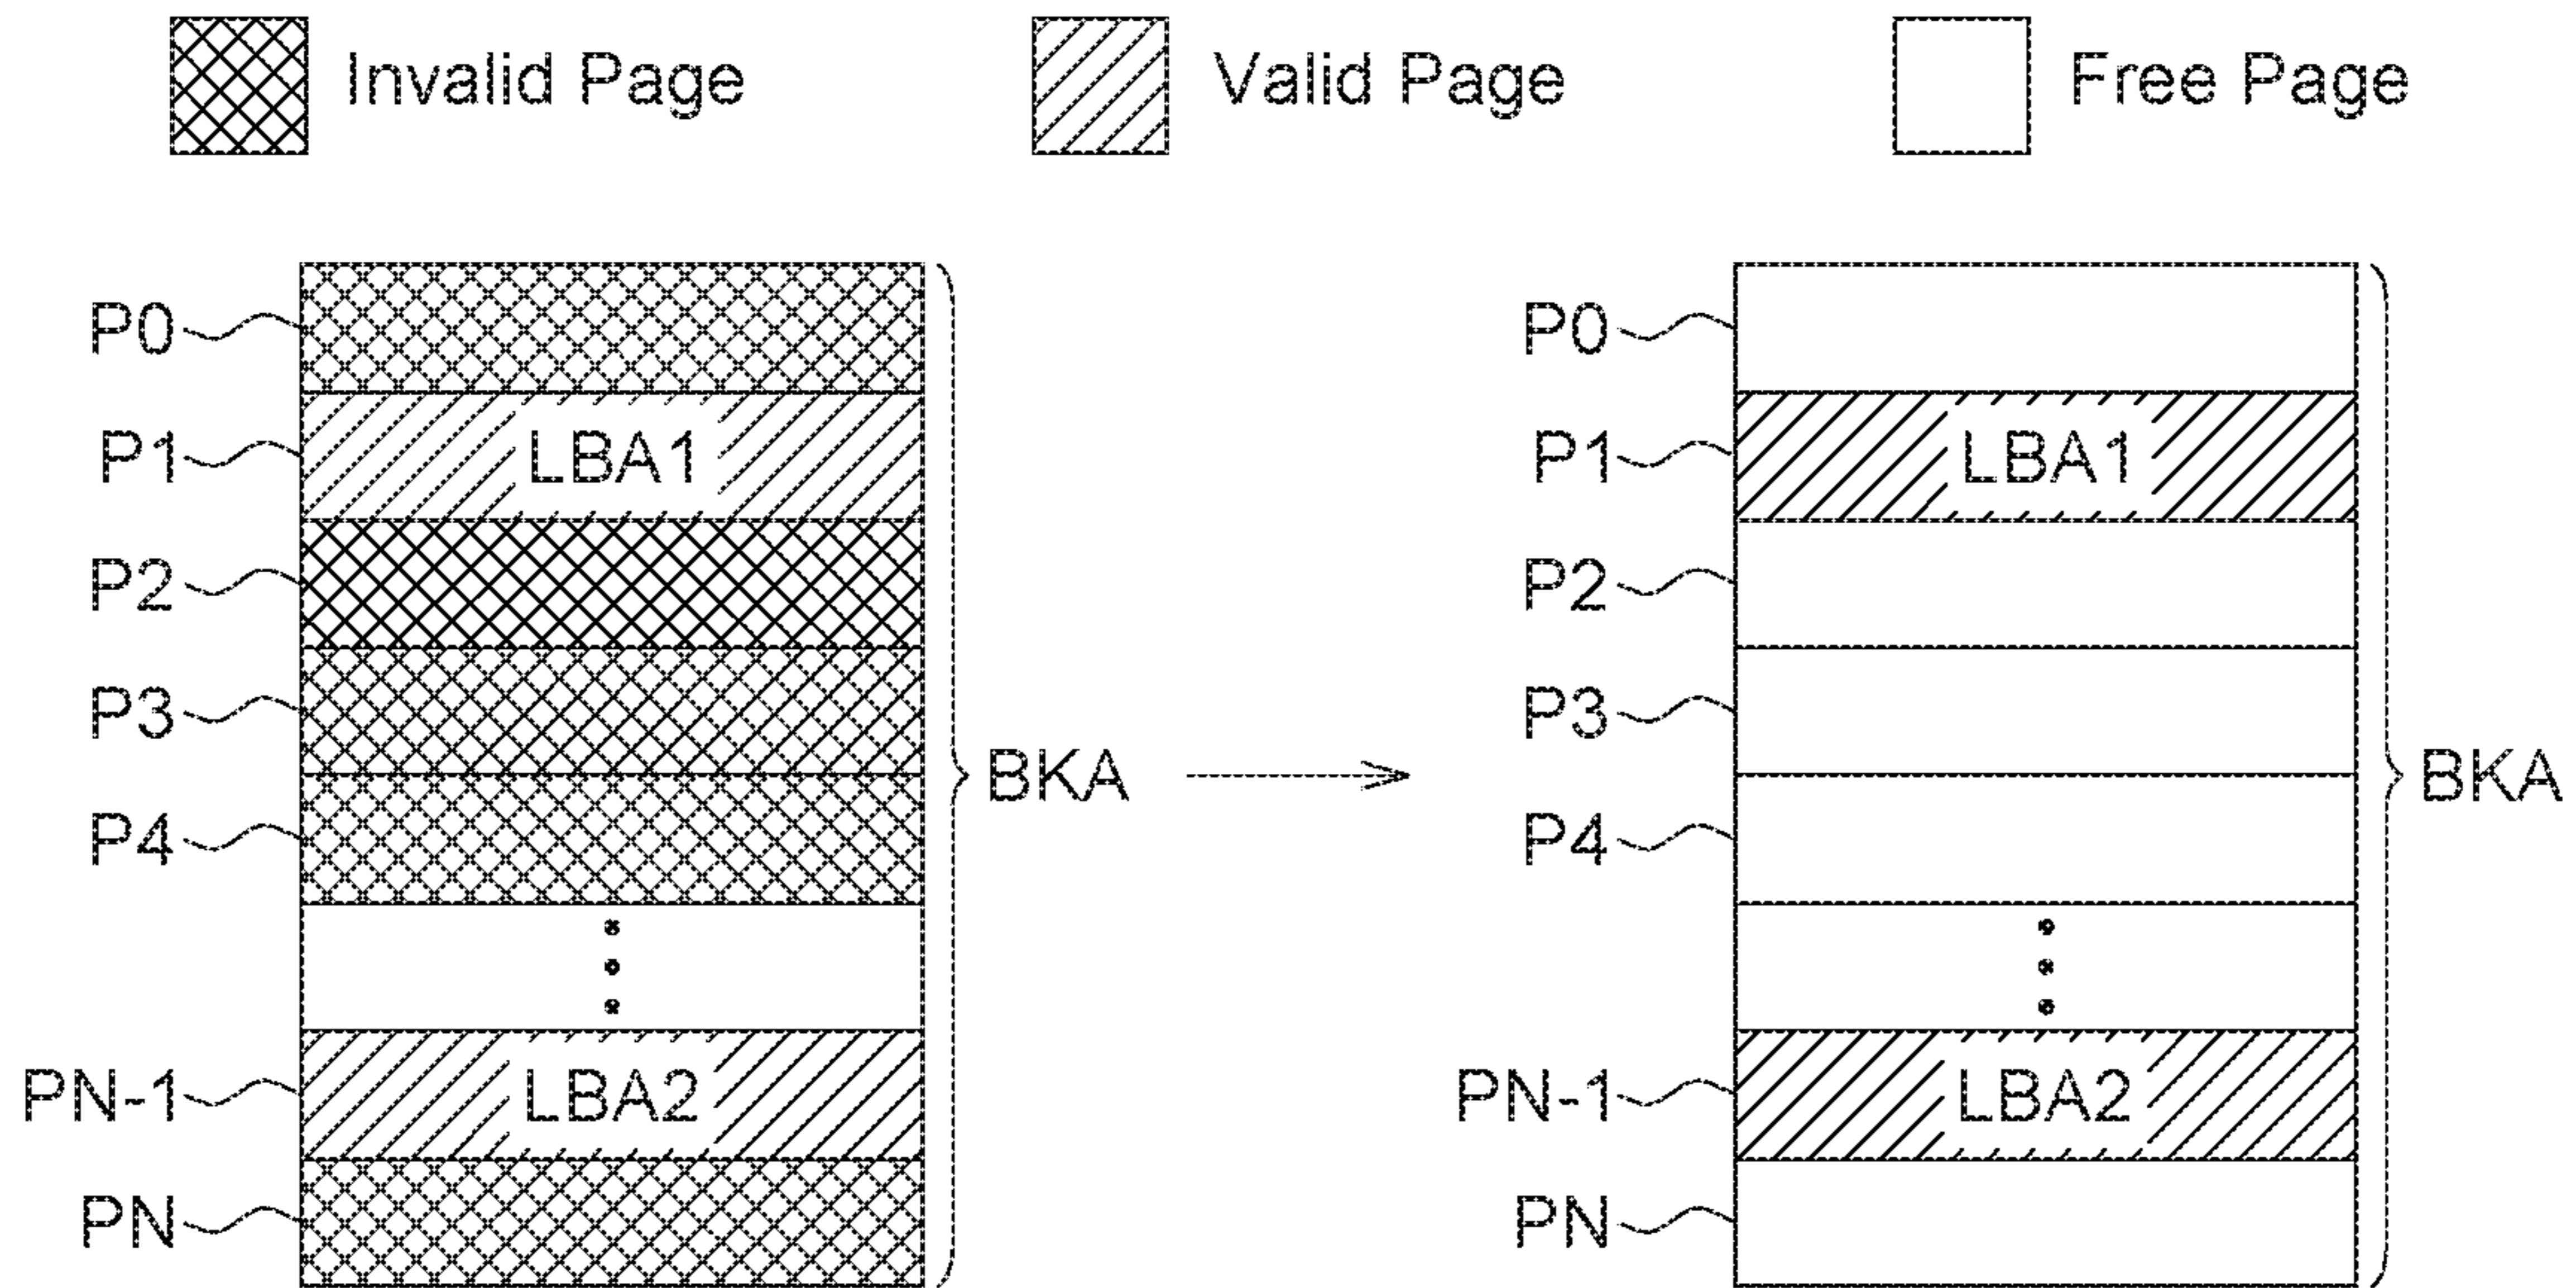 Invalid Page Valid Page Free Page
P0 P0
P1 LBA1 P1 LBA1
P2 P2
P3 P3
BKA BKA
P4 P4
PN-1 LBA2 PN-1 LBA2
PN PN